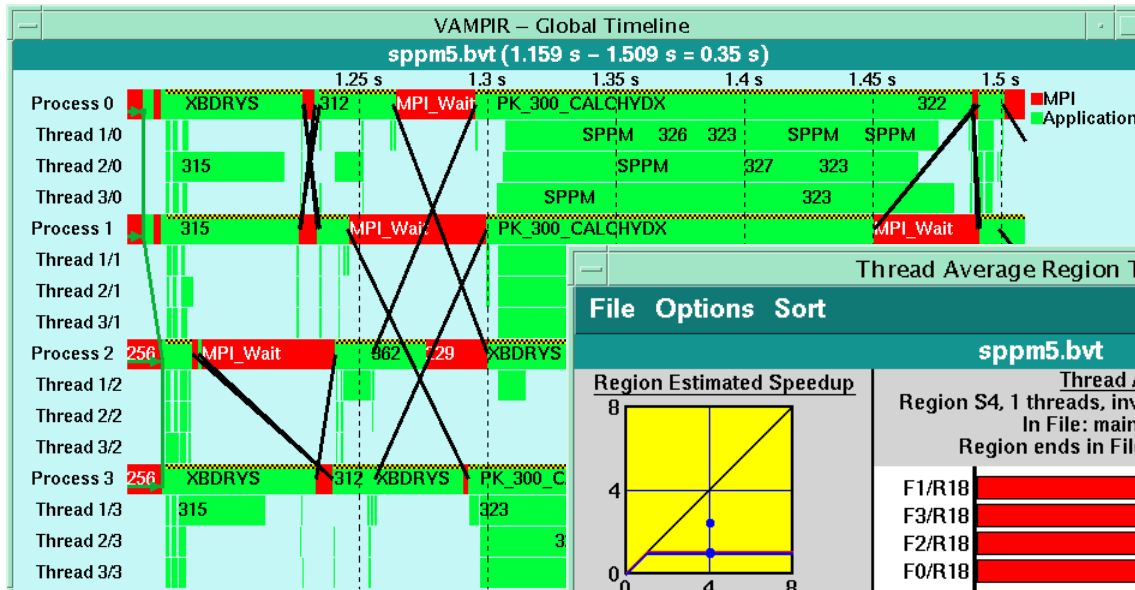 VAMPIR – Global Timeline
sppm5.bvt (1.159 s – 1.509 s = 0.35 s)
1.25 s 1.3 s 1.35 s 1.4 s 1.45 s 1.5 s
Process 0 XBDRYS 312 MPI_Wait PK_300_CALCHYDX 322
MPI
Application
Thread 1/0 SPPM 326 323 SPPM SPPM
Thread 2/0 315 SPPM 327 323
Thread 3/0 SPPM 323
Process 1 315 MPI_Wait PK_300_CALCHYDX MPI_Wait
Thread 1/1
Thread 2/1
Thread 3/1
Process 2 256 MPI_Wait 362 229 XBDRYS
Thread 1/2
Thread 2/2
Thread 3/2
Process 3 256 XBDRYS 312 XBDRYS PK_300_C
Thread 1/3 315 323
Thread 2/3
Thread 3/3
Thread Average Region T
File Options Sort
sppm5.bvt
Region Estimated Speedup
8
4
0
0 4 8
Thread A
Region S4, 1 threads, inv
In File: main
Region ends in File
F1/R18
F3/R18
F2/R18
F0/R18